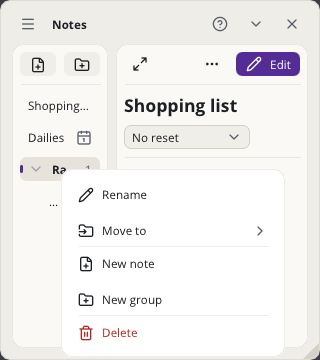 Notes
Edit
Shopping...
Dailies
Ra
1
...
Shopping list
No reset
Rename
Move to
New note
New group
Delete